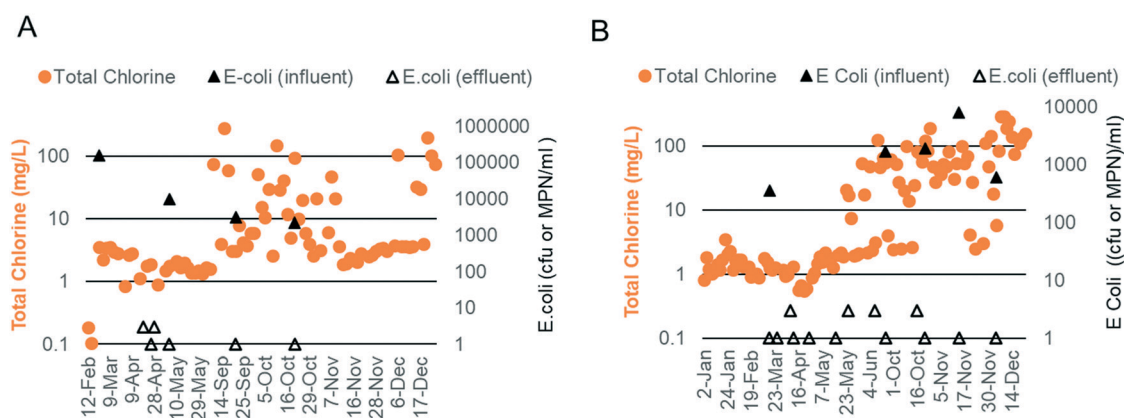 A
Total Chlorine
E-coli (influent)
E.coli (effluent)
Total Chlorine (mg/L)
100
10
1
0.1
1000000
100000
10000
1000
100
10
1
E.coli (cfu or MPN/ml)
12-Feb
9-Mar
9-Apr
28-Apr
10-May
29-May
14-Sep
25-Sep
5-Oct
16-Oct
29-Oct
7-Nov
16-Nov
28-Nov
6-Dec
17-Dec
B
Total Chlorine
E Coli (influent)
E.coli (effluent)
Total Chlorine (mg/L)
100
10
1
0.1
10000
1000
100
10
1
E Coli ((cfu or MPN)/ml)
2-Jan
24-Jan
19-Feb
23-Mar
16-Apr
7-May
23-May
4-Jun
1-Oct
16-Oct
5-Nov
17-Nov
30-Nov
14-Dec